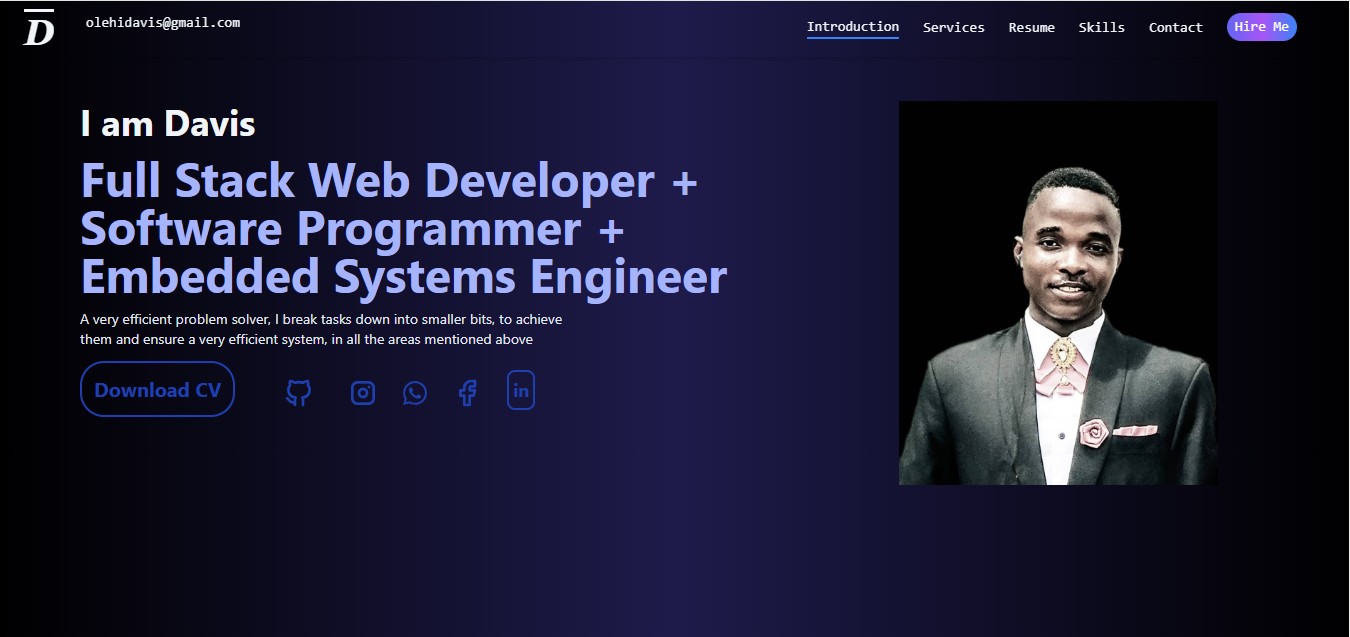 D
olehidavis@gmail.com
Introduction Services Resume Skills Contact Hire Me
I am Davis
Full Stack Web Developer +
Software Programmer +
Embedded Systems Engineer
A very efficient problem solver, I break tasks down into smaller bits, to achieve
them and ensure a very efficient system, in all the areas mentioned above
Download CV
in